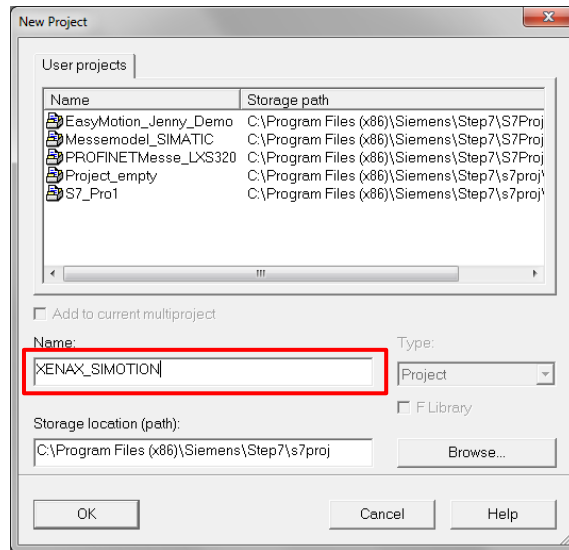 New Project
User projects
Name Storage path
EasyMotion_Jenny_Demo C:\Program Files (x86)\Siemens\Step7\S7Proj
Messemodel_SIMATIC C:\Program Files (x86)\Siemens\Step7\S7Proj
PROFINETMesse_LXS320 C:\Program Files (x86)\Siemens\Step7\S7Proj
Project_empty C:\Program Files (x86)\Siemens\Step7\s7proj\
S7_Pro1 C:\Program Files (x86)\Siemens\Step7\s7proj\
Add to current multiproject
Name: Type:
XENAX_SIMOTION Project
F Library
Storage location (path):
C:\Program Files (x86)\Siemens\Step7\s7proj Browse...
OK Cancel Help